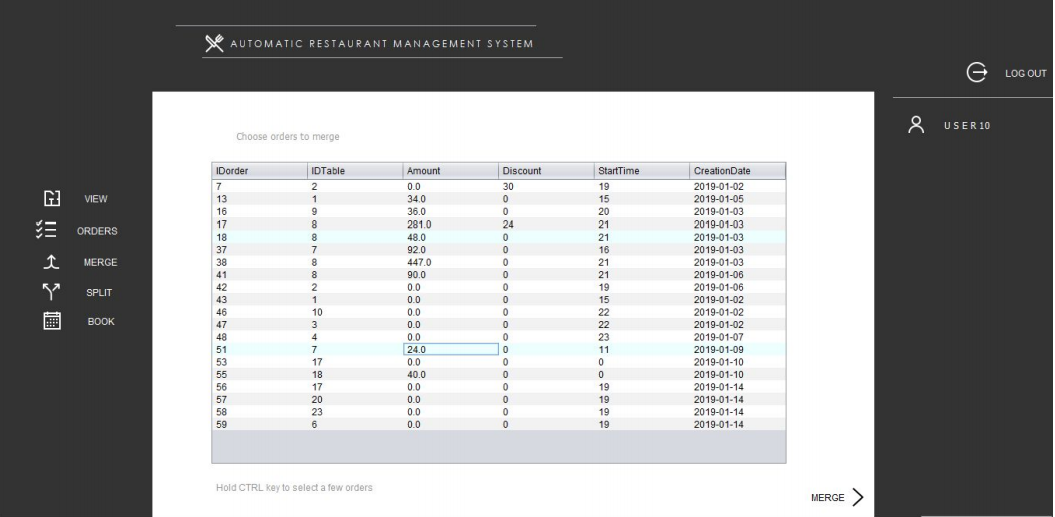 AUTOMATIC RESTAURANT MANAGEMENT SYSTEM
LOG OUT
USER10
Choose orders to merge
IDorder IDTable Amount Discount StartTime CreationDate
7 2 0.0 30 19 2019-01-02
13 1 34.0 0 15 2019-01-05
16 9 36.0 0 20 2019-01-03
17 8 281.0 24 21 2019-01-03
18 8 48.0 0 21 2019-01-03
37 7 92.0 0 16 2019-01-03
38 8 447.0 0 21 2019-01-03
41 8 90.0 0 21 2019-01-06
42 2 0.0 0 19 2019-01-06
43 1 0.0 0 15 2019-01-02
46 10 0.0 0 22 2019-01-02
47 3 0.0 0 22 2019-01-02
48 4 0.0 0 23 2019-01-07
51 7 24.0 0 11 2019-01-09
53 17 0.0 0 0 2019-01-10
55 18 40.0 0 0 2019-01-10
56 17 0.0 0 19 2019-01-14
57 20 0.0 0 19 2019-01-14
58 23 0.0 0 19 2019-01-14
59 6 0.0 0 19 2019-01-14
VIEW
ORDERS
MERGE
SPLIT
BOOK
Hold CTRL key to select a few orders
MERGE